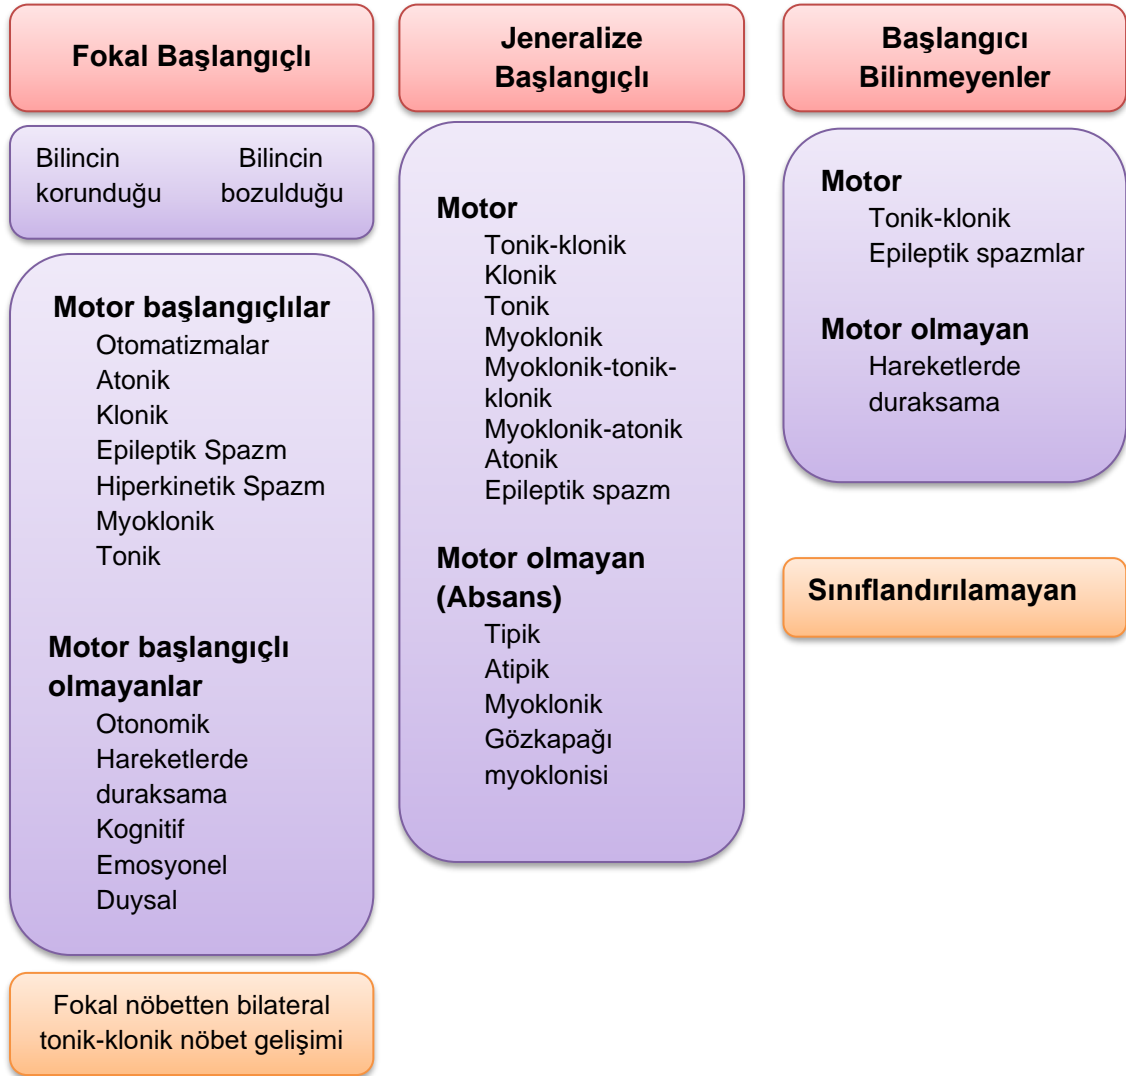 Fokal Başlangıçlı
Bilincin Bilincin
korunduğu bozulduğu
Motor başlangıçlılar
Otomatizmalar
Atonik
Klonik
Epileptik Spazm
Hiperkinetik Spazm
Myoklonik
Tonik
Motor başlangıçlı
olmayanlar
Otonomik
Hareketlerde
duraksama
Kognitif
Emosyonel
Duysal
Fokal nöbetten bilateral
tonik-klonik nöbet gelişimi
Jeneralize
Başlangıçlı
Motor
Tonik-klonik
Klonik
Tonik
Myoklonik
Myoklonik-tonik-
klonik
Myoklonik-atonik
Atonik
Epileptik spazm
Motor olmayan
(Absans)
Tipik
Atipik
Myoklonik
Gözkapağı
myoklonisi
Başlangıcı
Bilinmeyenler
Motor
Tonik-klonik
Epileptik spazmlar
Motor olmayan
Hareketlerde
duraksama
Sınıflandırılamayan